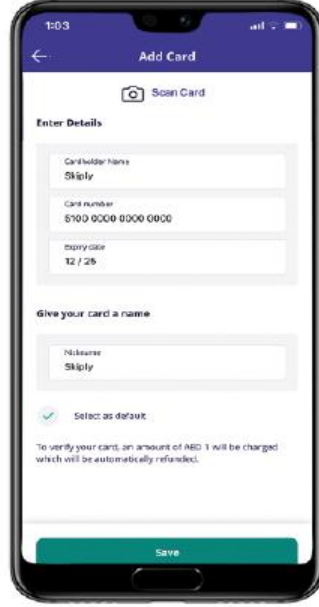 1:03
Add Card
Scan Card
Enter Details
Cardholder Name
Skiply
Card number
5100 0000 0000 0000
Expiry date
12 / 25
Give your card a name
Nickname
Skiply
Select as default
To verify your card, an amount of AED 1 will be charged
which will be automatically refunded.
Save